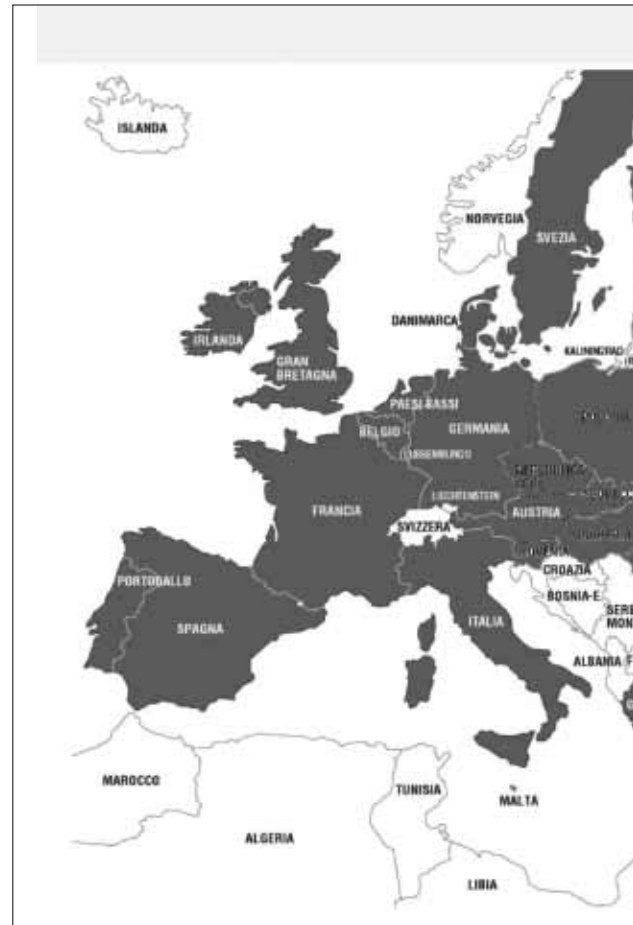 ISLANDA
NORVEGIA
SVEZIA
DANIMARCA
IRLANDA
KALININGRAD
GRAN
BRETAGNA
PAESI-BASSI
BELGIO
GERMANIA
LUSSEMBURGO
LIECHTENSTEIN
FRANCIA
AUSTRIA
SVIZZERA
SLOVENIA
CROAZIA
PORTOGALLO
BOSNIA-E.
SPAGNA
ITALIA
ALBANIA
MAROCCO
TUNISIA
MALTA
ALGERIA
LIBIA